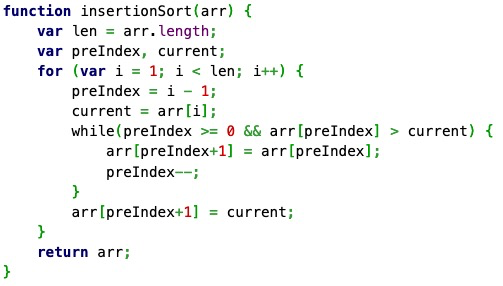 function insertionSort(arr) {
    var len = arr.length;
    var preIndex, current;
    for (var i = 1; i < len; i++) {
        preIndex = i - 1;
        current = arr[i];
        while(preIndex >= 0 && arr[preIndex] > current) {
            arr[preIndex+1] = arr[preIndex];
            preIndex--;
        }
        arr[preIndex+1] = current;
    }
    return arr;
}